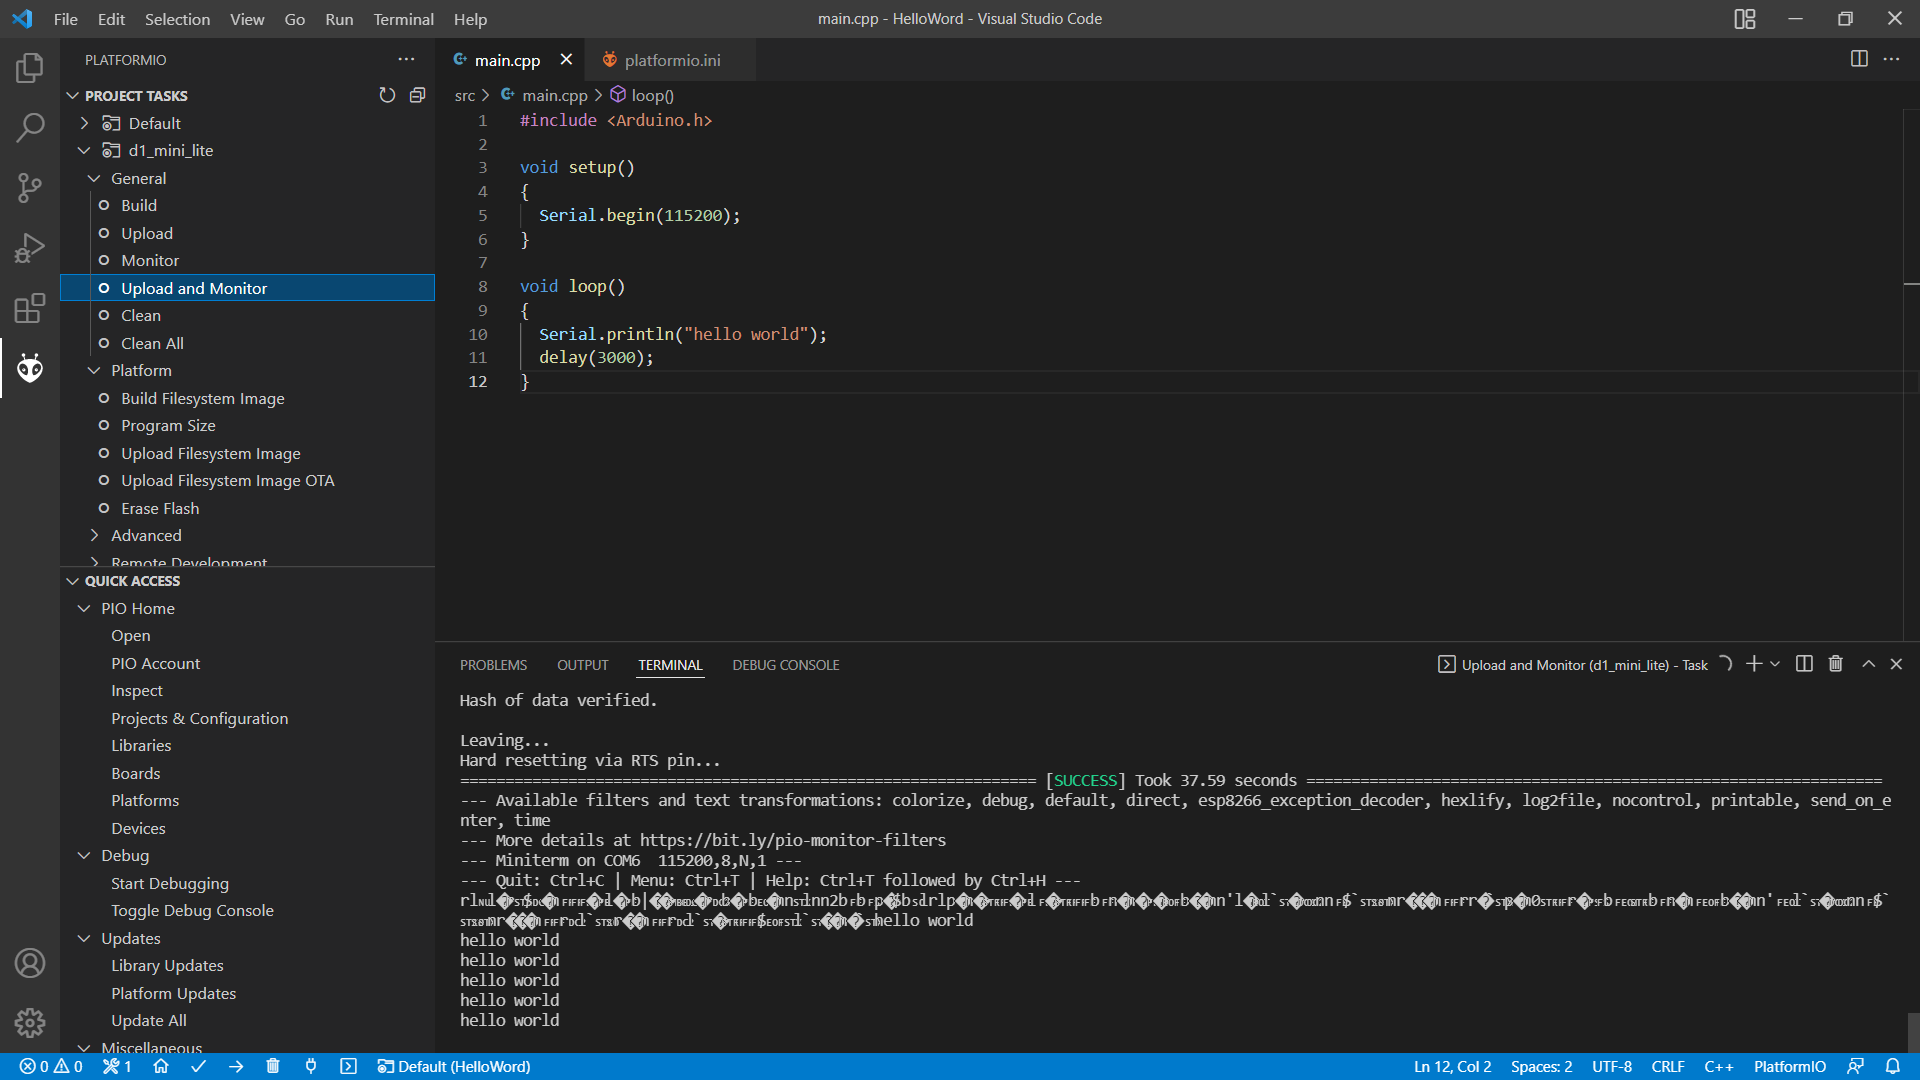 File Edit Selection View Go Run Terminal Help
main.cpp - HelloWord - Visual Studio Code
PLATFORMIO
PROJECT TASKS
Default
d1_mini_lite
General
Build
Upload
Monitor
Upload and Monitor
Clean
Clean All
Platform
Build Filesystem Image
Program Size
Upload Filesystem Image
Upload Filesystem Image OTA
Erase Flash
Advanced
Remote Development
QUICK ACCESS
PIO Home
Open
PIO Account
Inspect
Projects & Configuration
Libraries
Boards
Platforms
Devices
Debug
Start Debugging
Toggle Debug Console
Updates
Library Updates
Platform Updates
Update All
Miscellaneous
main.cpp
platformio.ini
src main.cpp loop()
1 #include <Arduino.h>
2
3 void setup()
4 {
5 Serial.begin(115200);
6 }
7
8 void loop()
9 {
10 Serial.println("hello world");
11 delay(3000);
12 }
PROBLEMS OUTPUT TERMINAL DEBUG CONSOLE
Upload and Monitor (d1_mini_lite) - Task
Hash of data verified.
Leaving...
Hard resetting via RTS pin...
[SUCCESS] Took 37.59 seconds
--- Available filters and text transformations: colorize, debug, default, direct, esp8266_exception_decoder, hexlify, log2file, nocontrol, printable, send_on_e
nter, time
--- More details at https://bit.ly/pio-monitor-filters
--- Miniterm on COM6 115200,8,N,1 ---
--- Quit: Ctrl+C | Menu: Ctrl+T | Help: Ctrl+T followed by Ctrl+H ---
hello world
hello world
hello world
hello world
hello world
hello world
0 0 1 Default (HelloWord)
Ln 12, Col 2 Spaces: 2 UTF-8 CRLF C++ PlatformIO